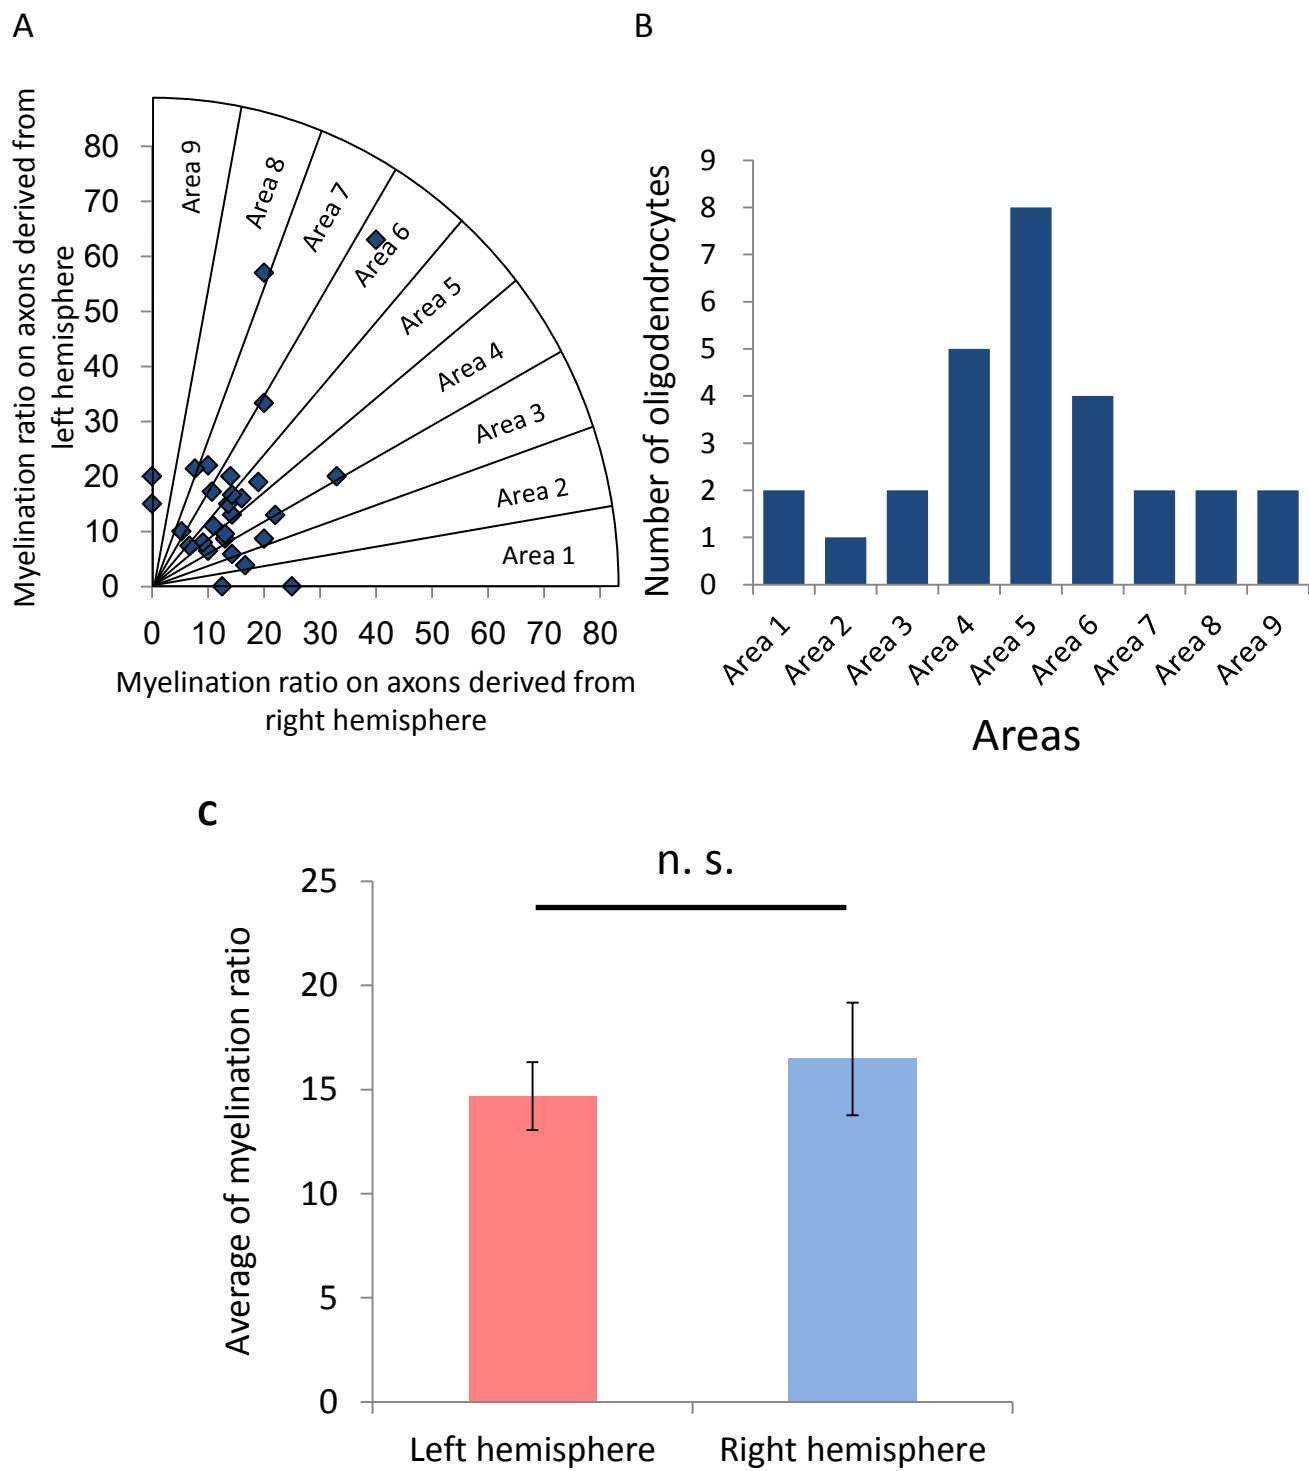 A
Myelination ratio on axons derived from
left hemisphere
80
70
60
50
40
30
20
10
0
Area 9
Area 8
Area 7
Area 6
Area 5
Area 4
Area 3
Area 2
Area 1
0 10 20 30 40 50 60 70 80
Myelination ratio on axons derived from
right hemisphere
B
Number of oligodendrocytes
9
8
7
6
5
4
3
2
1
0
Area 1 Area 2 Area 3 Area 4 Area 5 Area 6 Area 7 Area 8 Area 9
Areas
C
n. s.
Average of myelination ratio
25
20
15
10
5
0
Left hemisphere Right hemisphere